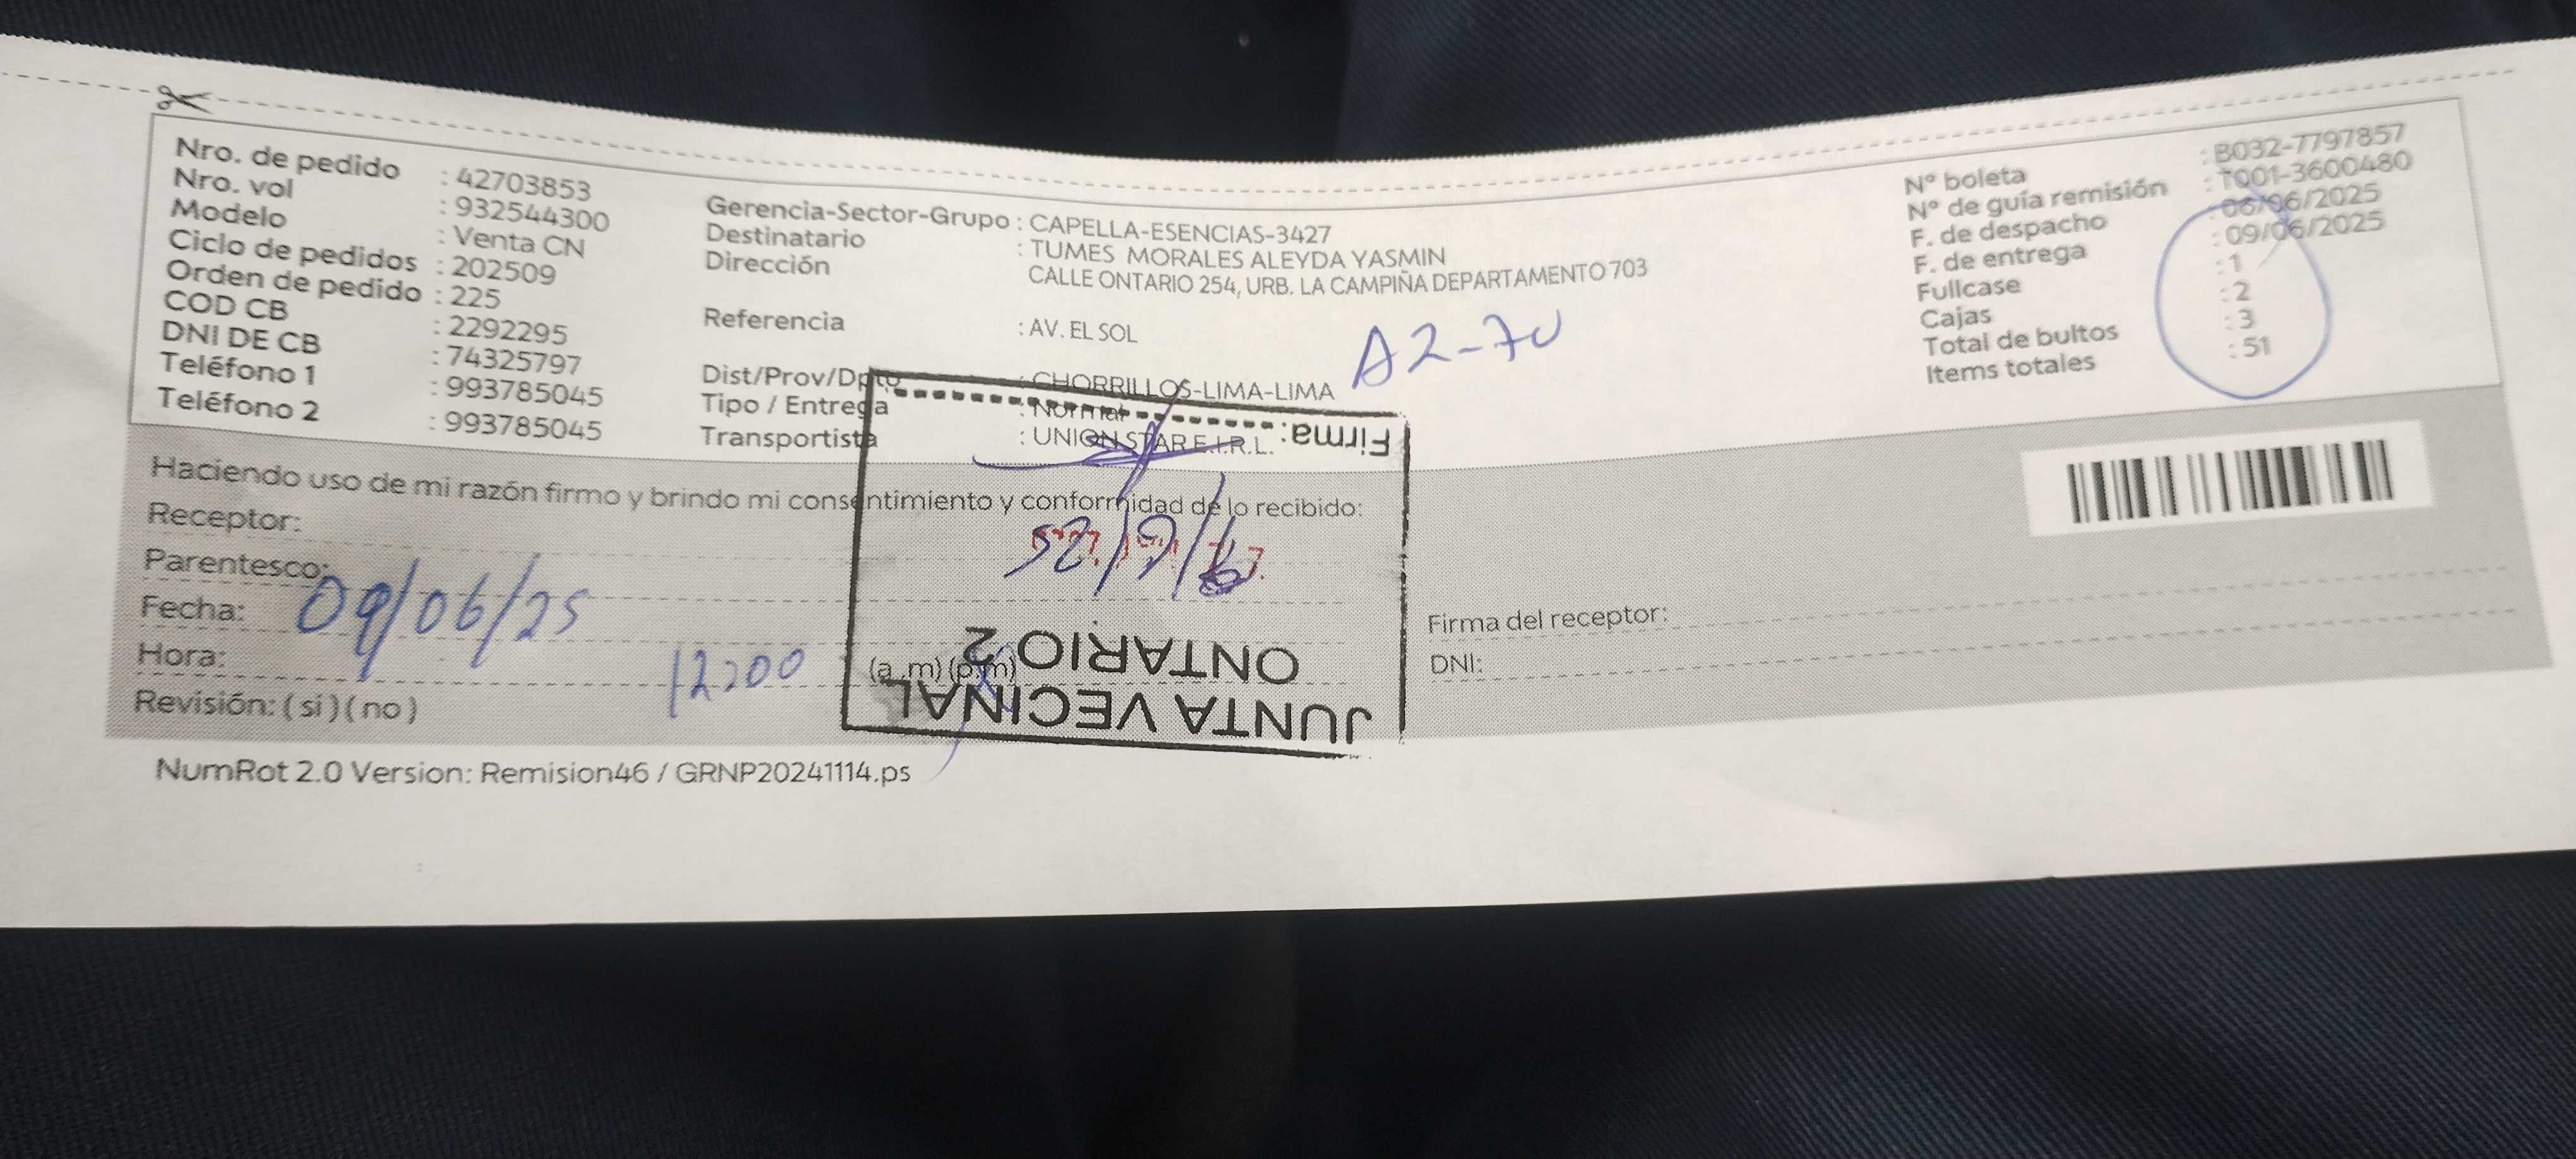 Nro. de pedido : 42703853
Nro. vol : 932544300
Modelo : Venta CN
Ciclo de pedidos : 202509
Orden de pedido : 225
COD CB : 2292295
DNI DE CB : 74325797
Teléfono 1 : 993785045
Teléfono 2 : 993785045
Gerencia-Sector-Grupo : CAPELLA-ESENCIAS-3427
Destinatario : TUMES MORALES ALEYDA YASMIN
Dirección CALLE ONTARIO 254, URB. LA CAMPIÑA DEPARTAMENTO 703
Referencia : AV. EL SOL
A2-70
Dist/Prov/Dpto : CHORRILLOS-LIMA-LIMA
Tipo / Entrega : Normal
Transportista : UNION STAR E.I.R.L.
N° boleta : B032-7797857
N° de guía remisión : T001-3600480
F. de despacho : 06/06/2025
F. de entrega : 09/06/2025
Fullcase : 1
Cajas : 2
Total de bultos : 3
Items totales : 51
Haciendo uso de mi razón firmo y brindo mi consentimiento y conformidad de lo recibido:
Receptor:
Parentesco:
Fecha: 09/06/25
Hora: 12:00 (a.m) (p.m)
Revisión: ( si ) ( no )
Firma del receptor:
DNI:
JUNTA VECINAL
ONTARIO 2
Firma:
NumRot 2.0 Version: Remision46 / GRNP20241114.ps